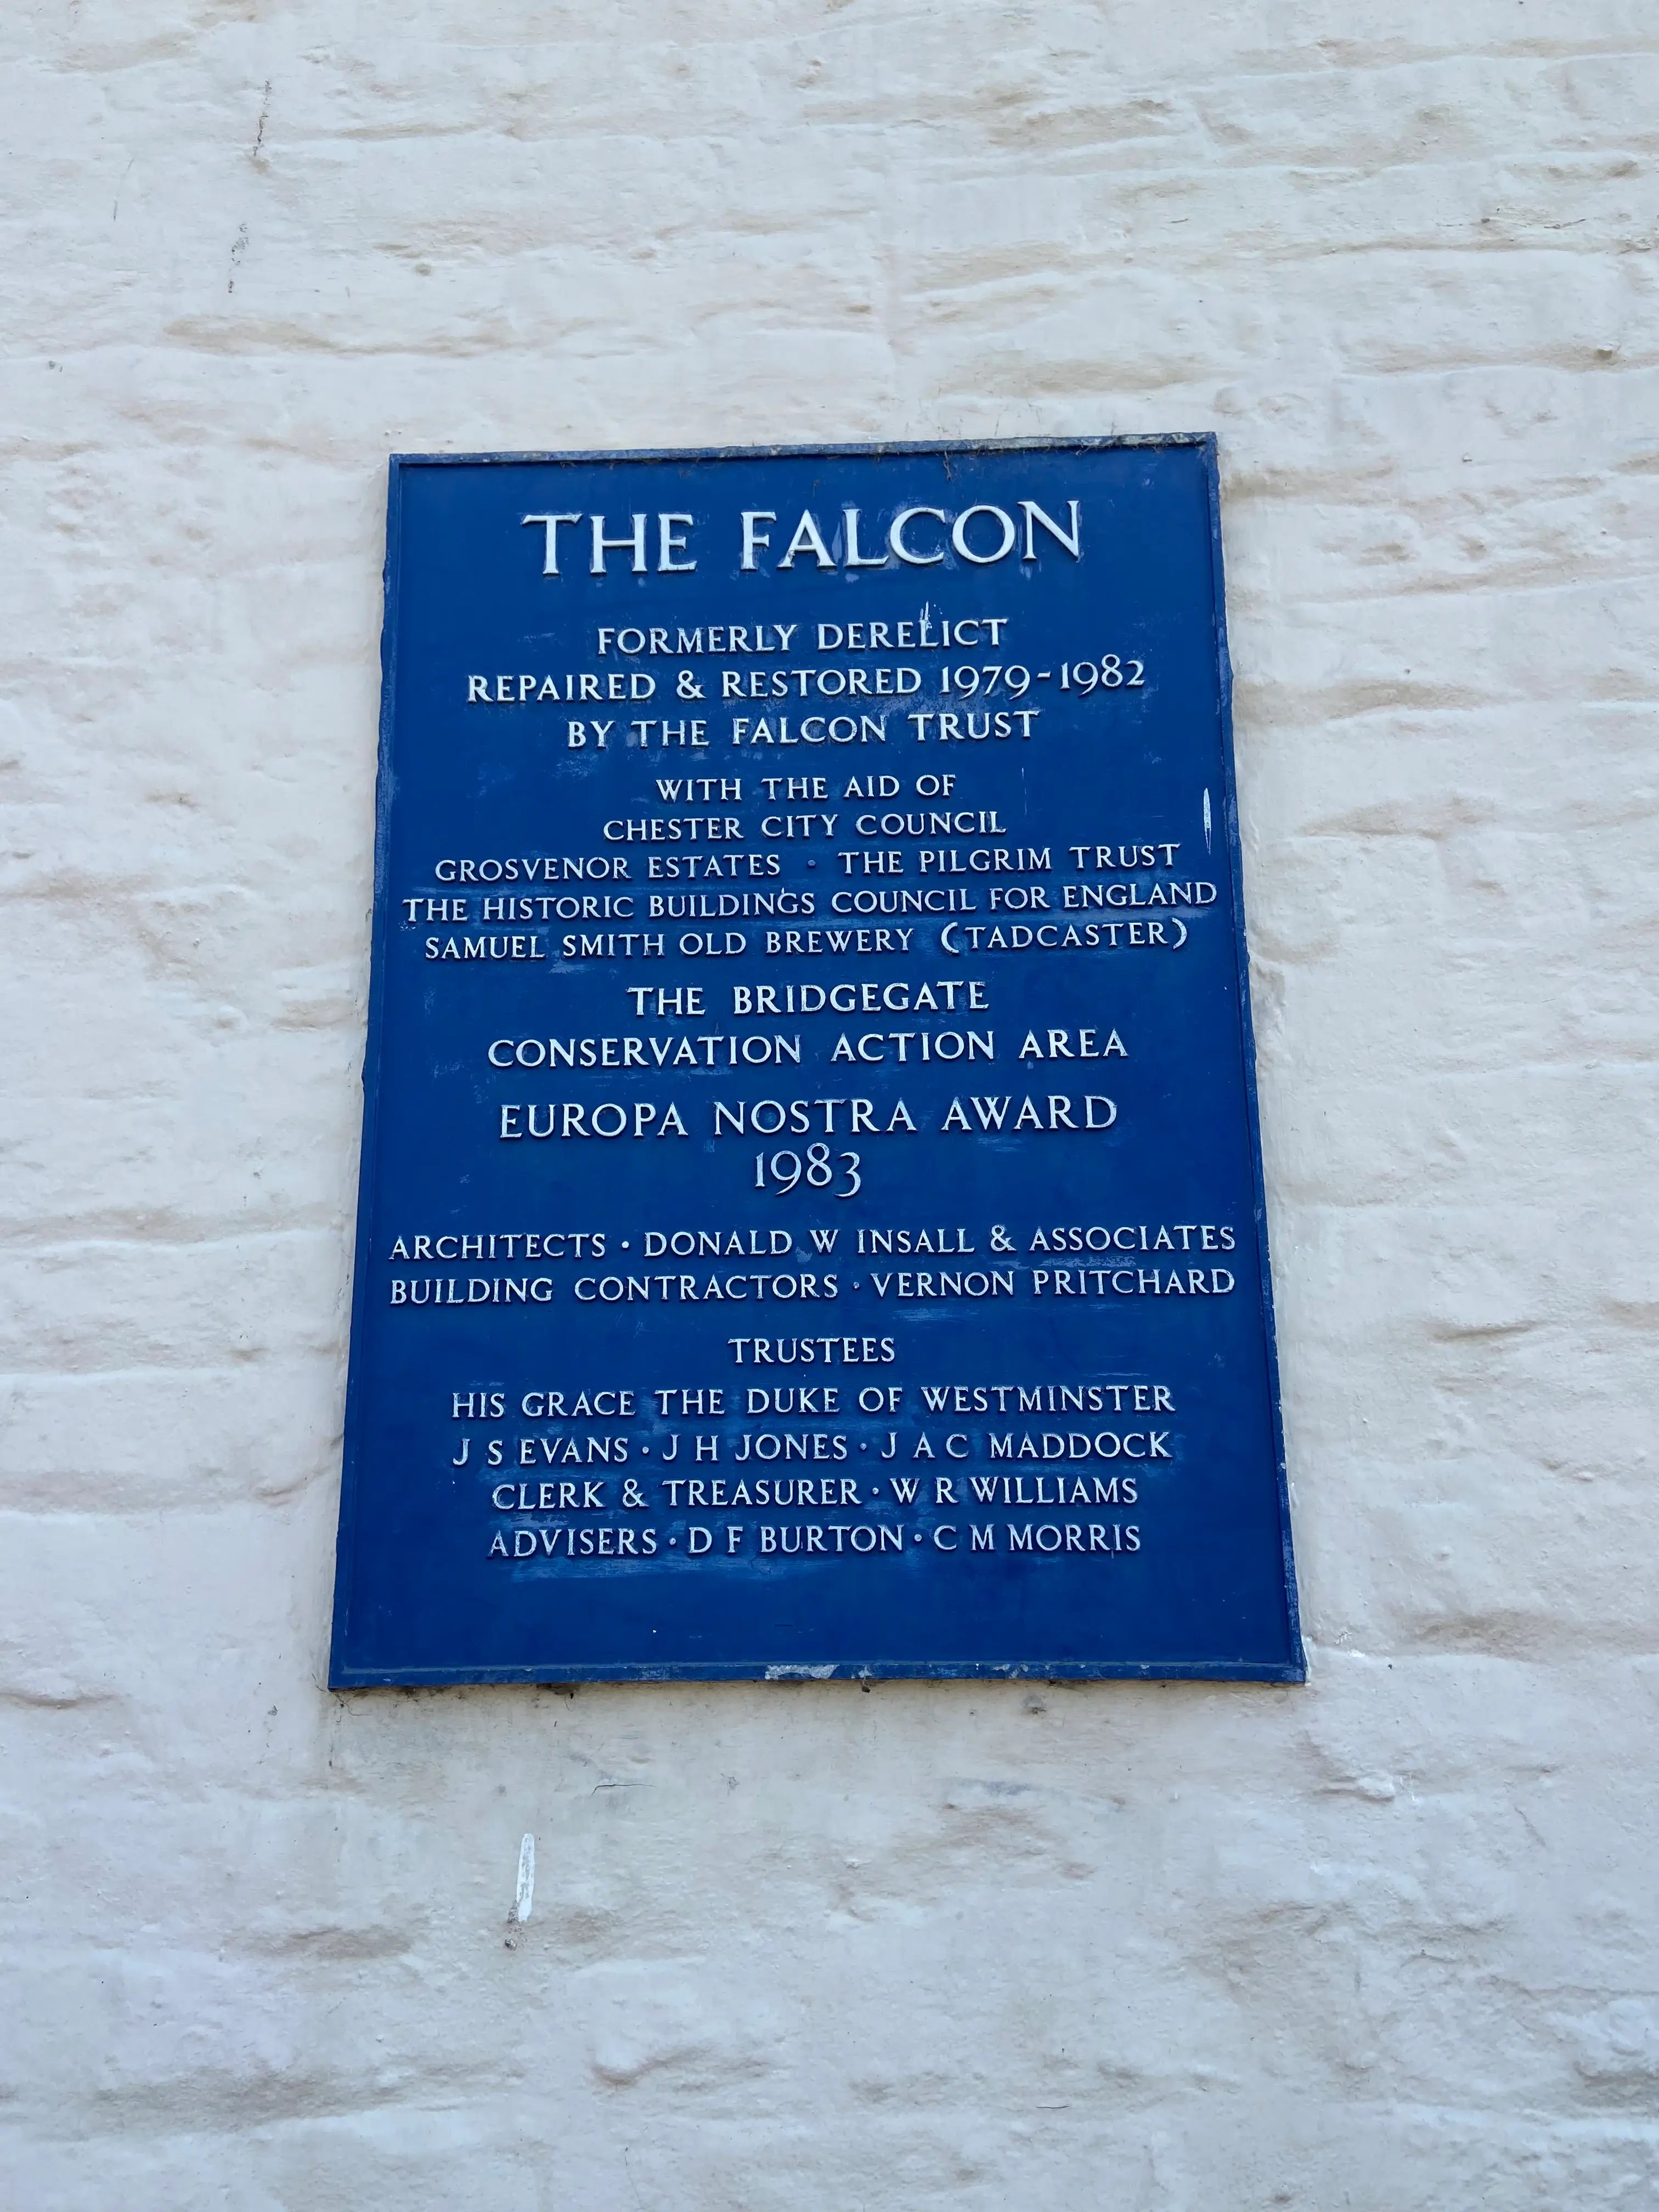 THE FALCON
FORMERLY DERELICT
REPAIRED & RESTORED 1979-1982
BY THE FALCON TRUST
WITH THE AID OF
CHESTER CITY COUNCIL
GROSVENOR ESTATES · THE PILGRIM TRUST
THE HISTORIC BUILDINGS COUNCIL FOR ENGLAND
SAMUEL SMITH OLD BREWERY (TADCASTER)
THE BRIDGEGATE
CONSERVATION ACTION AREA
EUROPA NOSTRA AWARD
1983
ARCHITECTS · DONALD W INSALL & ASSOCIATES
BUILDING CONTRACTORS · VERNON PRITCHARD
TRUSTEES
HIS GRACE THE DUKE OF WESTMINSTER
J S EVANS · J H JONES · J A C MADDOCK
CLERK & TREASURER · W R WILLIAMS
ADVISERS · D F BURTON · C M MORRIS